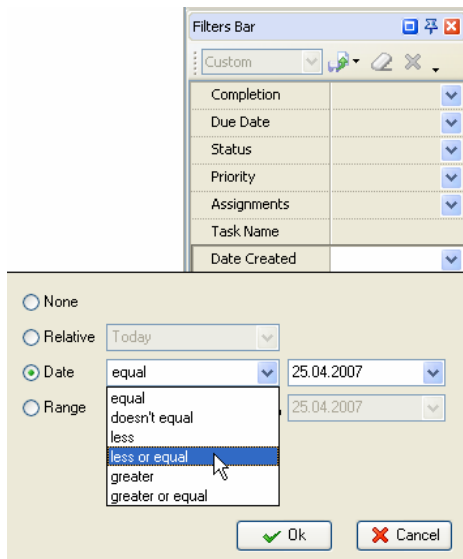 Filters Bar
Custom
Completion
Due Date
Status
Priority
Assignments
Task Name
Date Created
None
Relative Today
Date equal 25.04.2007
Range 25.04.2007
equal
doesn't equal
less
less or equal
greater
greater or equal
Ok Cancel